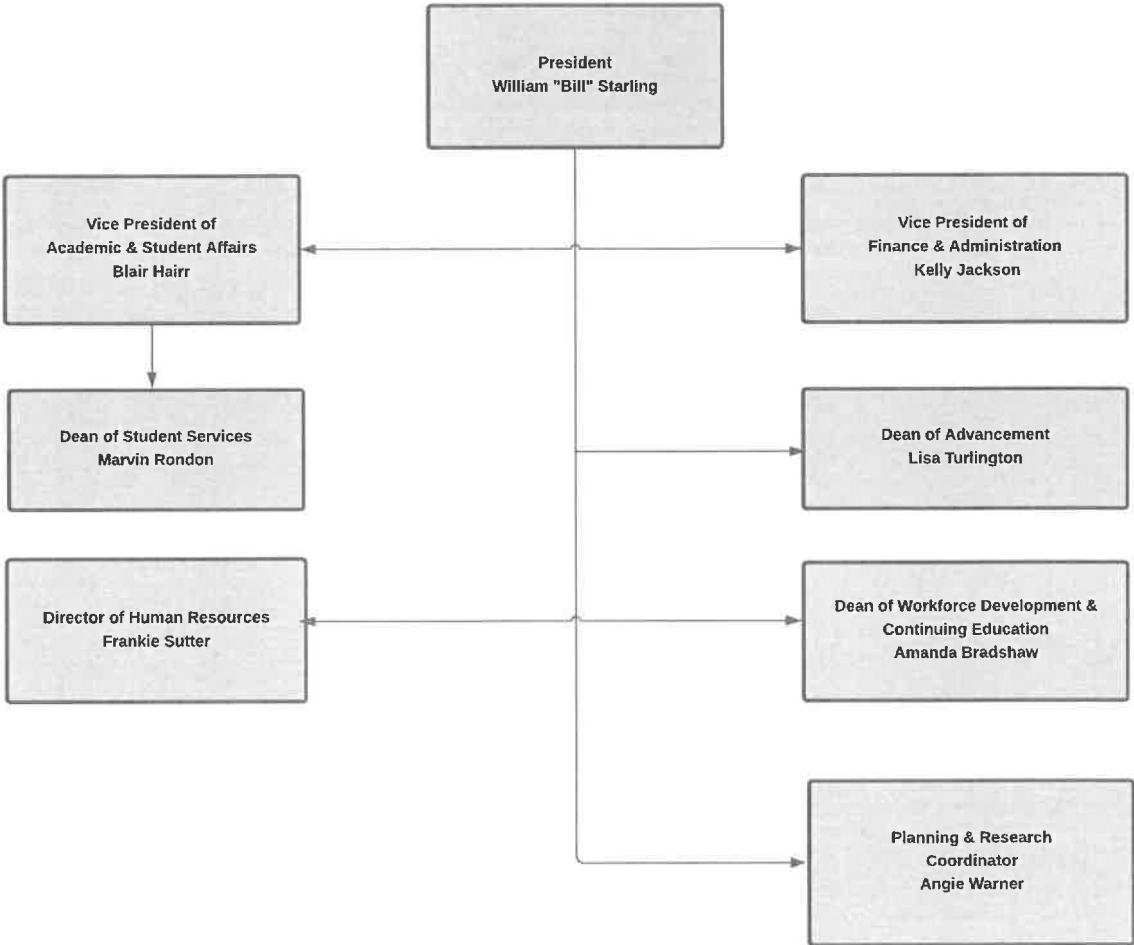 President
William "Bill" Starling
Vice President of
Academic & Student Affairs
Blair Hairr
Vice President of
Finance & Administration
Kelly Jackson
Dean of Student Services
Marvin Rondon
Dean of Advancement
Lisa Turlington
Director of Human Resources
Frankie Sutter
Dean of Workforce Development &
Continuing Education
Amanda Bradshaw
Planning & Research
Coordinator
Angie Warner